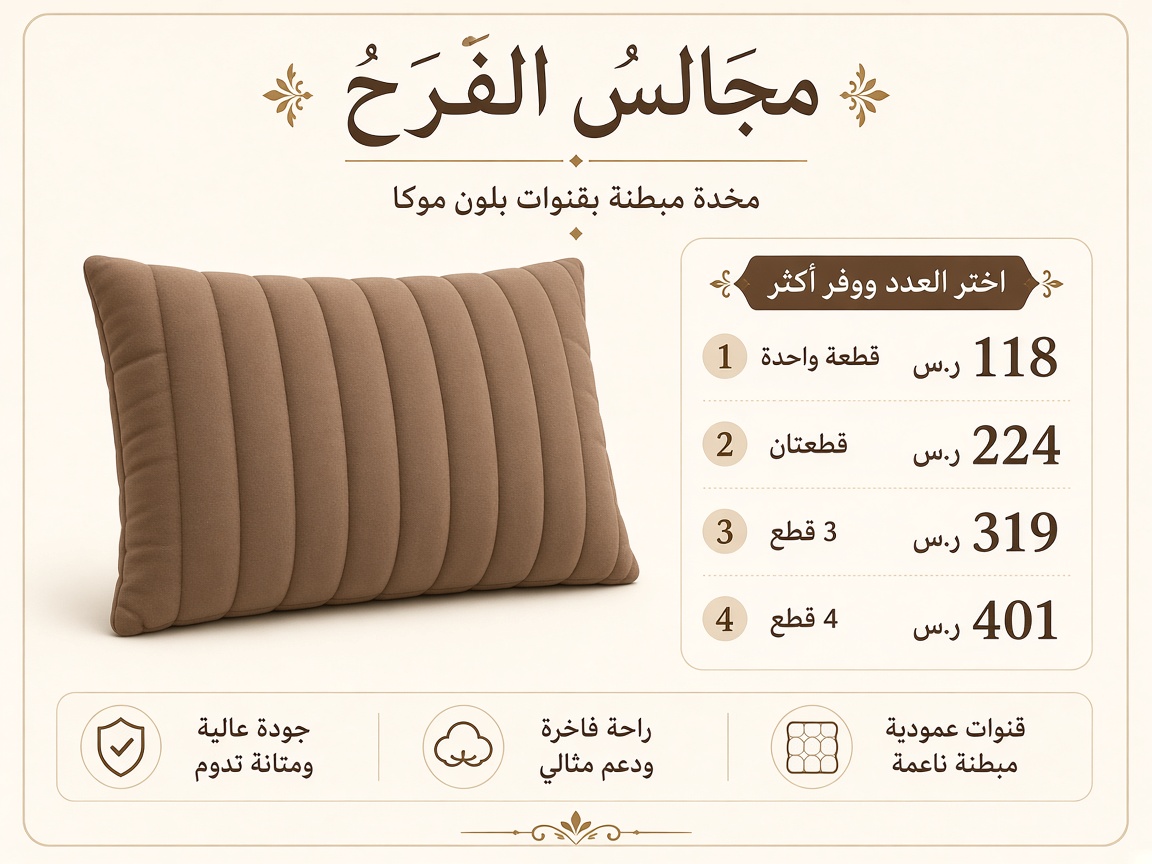 مجَالسُ الفَرَحُ
مخدة مبطنة بقنوات بلون موكا
اختر العدد ووفر أكثر
1 قطعة واحدة 118 ر.س
2 قطعتان 224 ر.س
3 3 قطع 319 ر.س
4 4 قطع 401 ر.س
قنوات عمودية
مبطنة ناعمة
راحة فاخرة
ودعم مثالي
جودة عالية
ومتانة تدوم